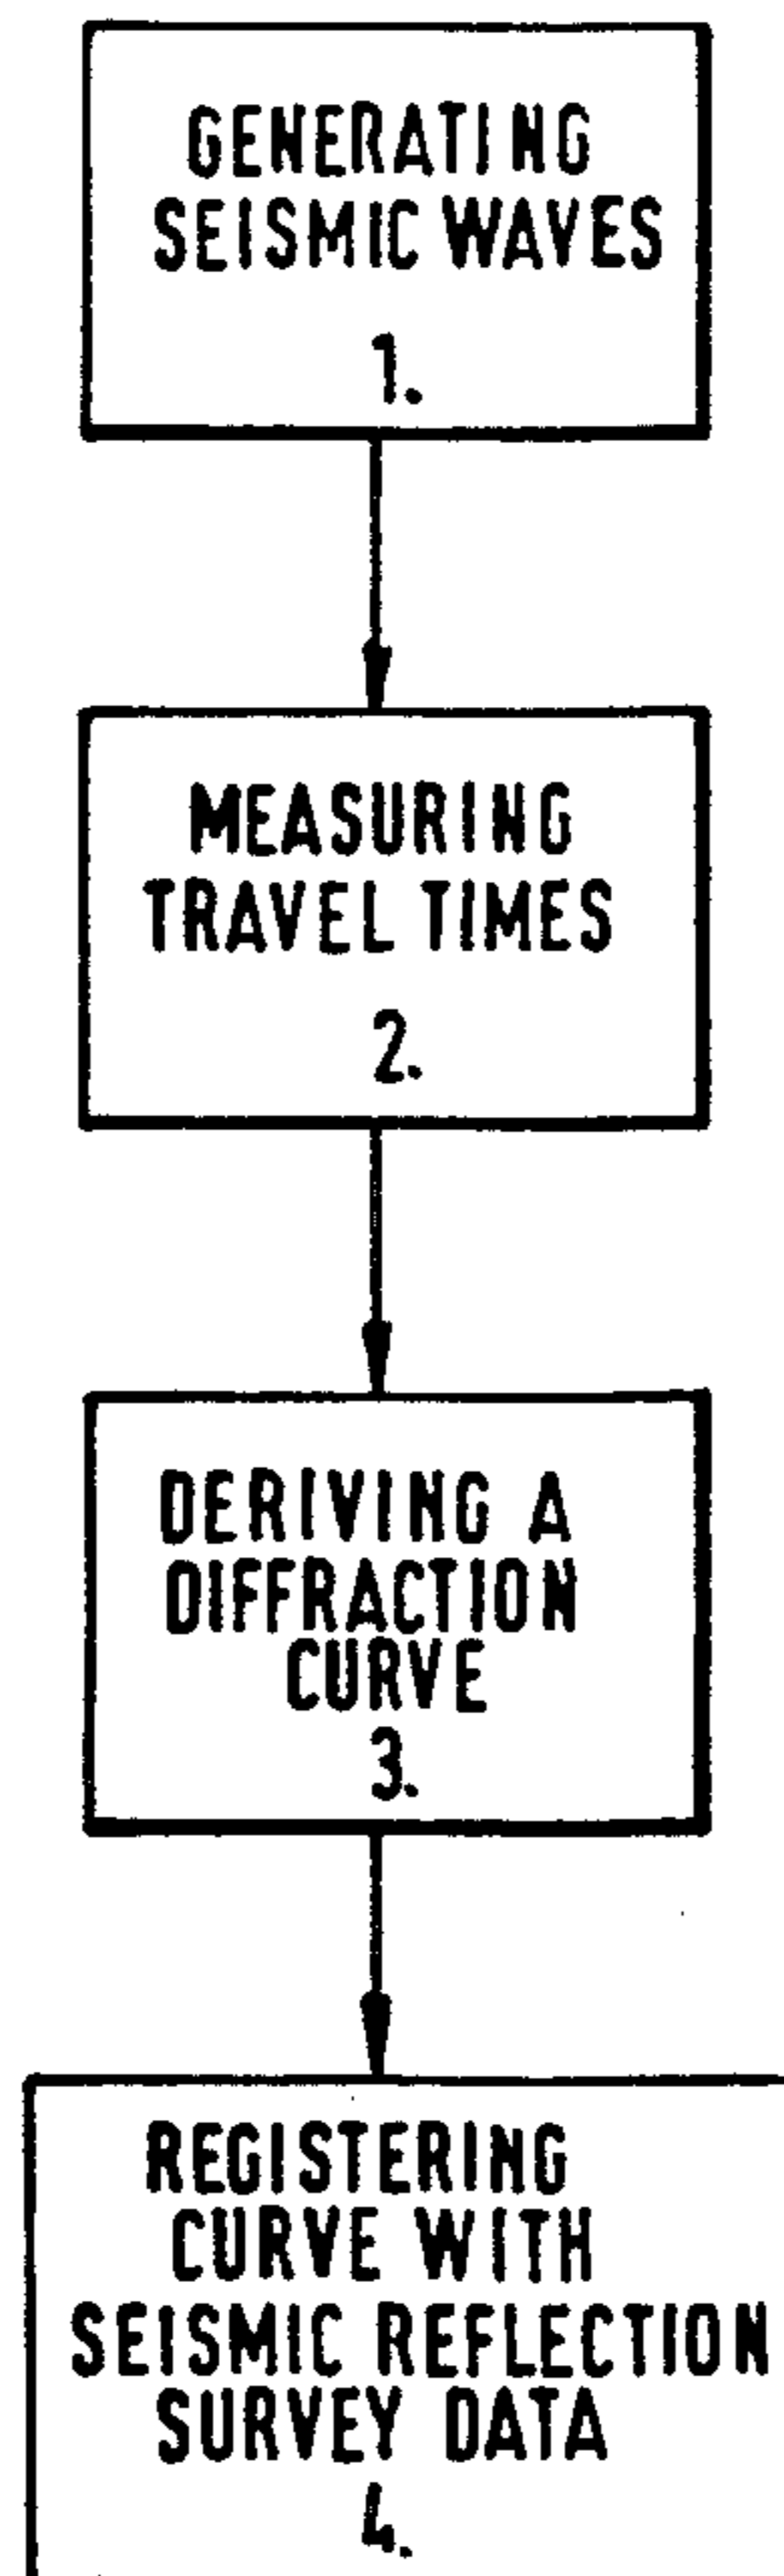 GENERATING
SEISMIC WAVES
1.
MEASURING
TRAVEL TIMES
2.
DERIVING A
DIFFRACTION
CURVE
3.
REGISTERING
CURVE WITH
SEISMIC REFLECTION
SURVEY DATA
4.